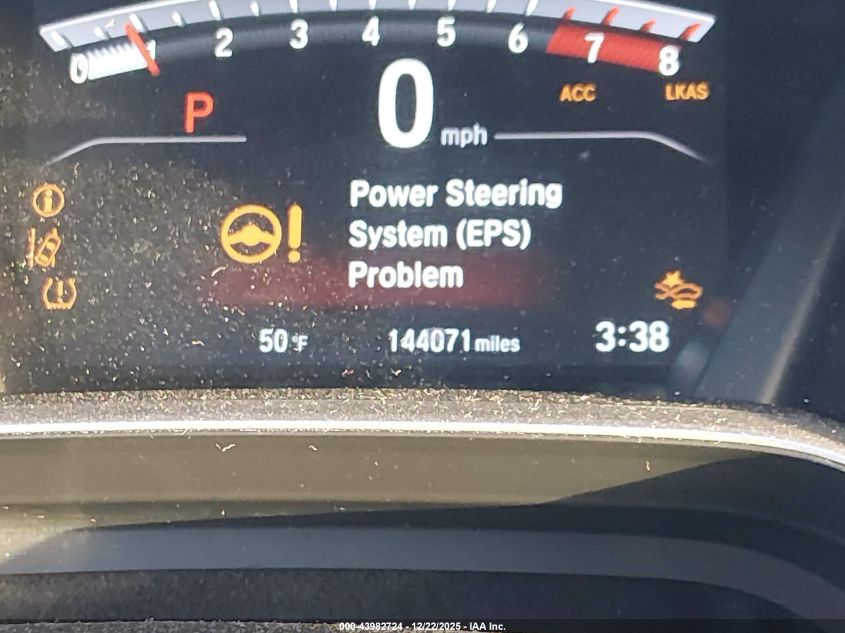 0 1 2 3 4 5 6 7 8
ACC LKAS
P 0 mph
Power Steering
System (EPS)
Problem
50 °F 144071 miles 3:38
000-43982724 - 12/22/2025 - IAA Inc.